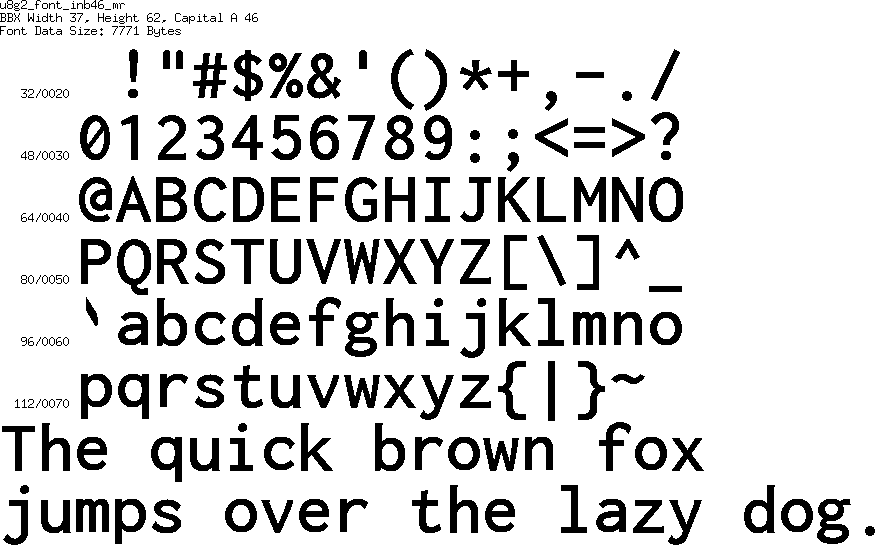 u8g2_font_inb46_mr
BBX Width 37, Height 62, Capital A 46
Font Data Size: 7771 Bytes
32/0020 !"#$%&'()*+,-./
48/0030 0123456789:;<=>?
64/0040 @ABCDEFGHIJKLMNO
80/0050 PQRSTUVWXYZ[\]^_
96/0060 `abcdefghijklmno
112/0070 pqrstuvwxyz{|}~
The quick brown fox
jumps over the lazy dog.